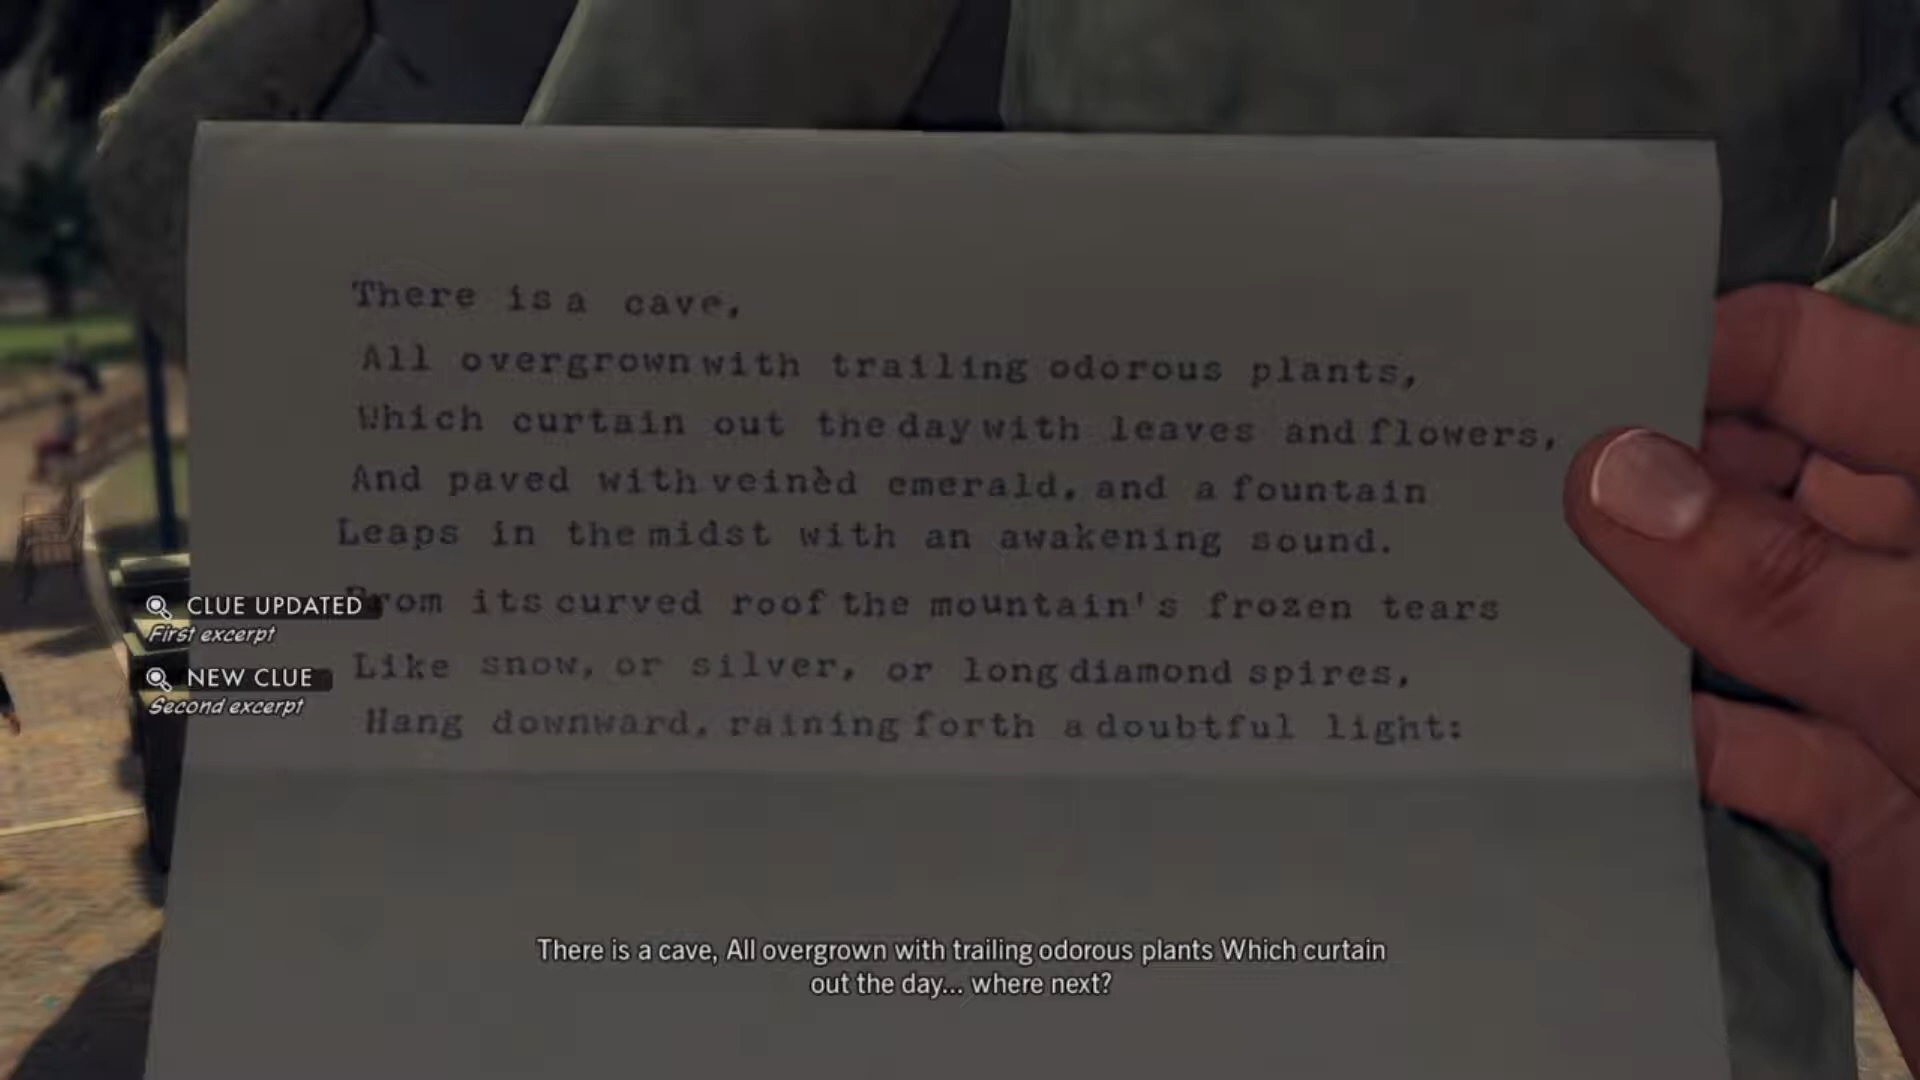 There is a cave,
All overgrown with trailing odorous plants,
Which curtain out the day with leaves and flowers,
And paved with veinèd emerald, and a fountain
Leaps in the midst with an awakening sound.
From its curved roof the mountain's frozen tears
Like snow, or silver, or long diamond spires,
Hang downward, raining forth a doubtful light:
CLUE UPDATED
First excerpt
NEW CLUE
Second excerpt
There is a cave, All overgrown with trailing odorous plants Which curtain
out the day... where next?